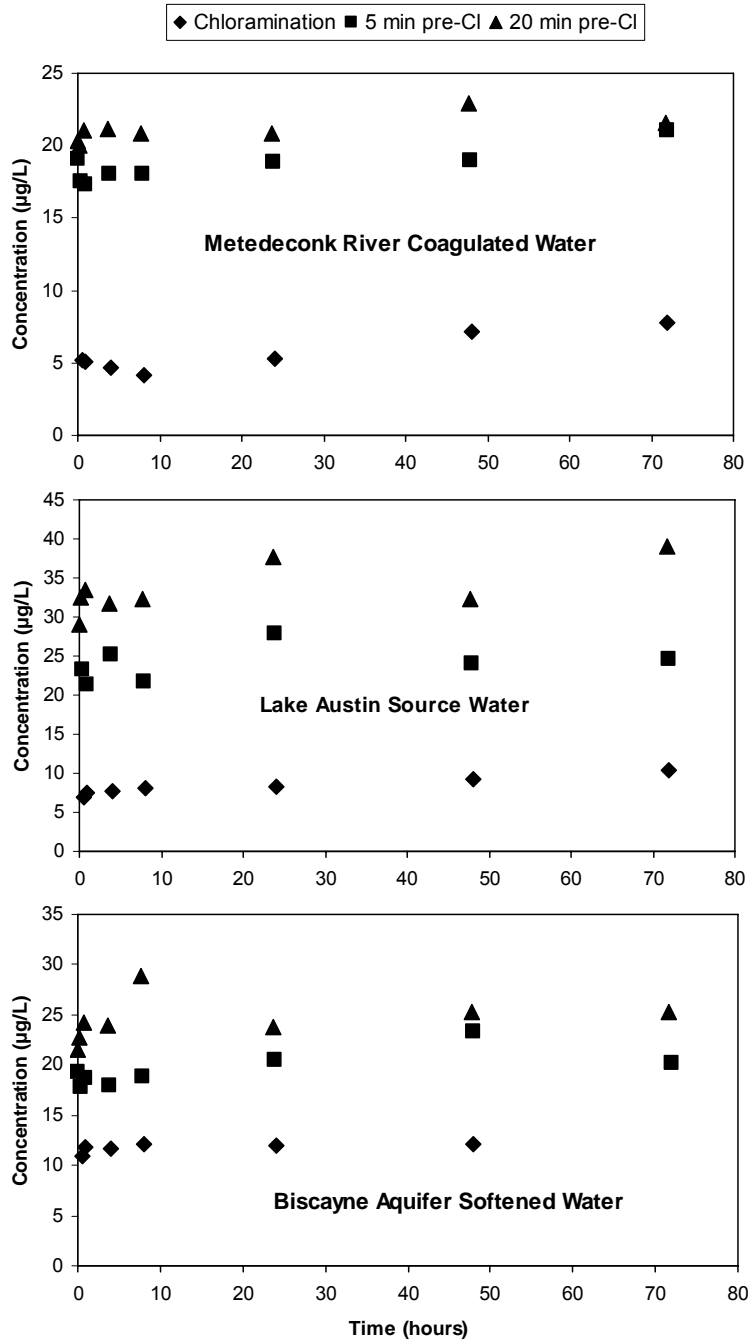 Chloramination 5 min pre-Cl 20 min pre-Cl
25
20
15
10
5
0
Concentration (µg/L)
Metedeconk River Coagulated Water
0 10 20 30 40 50 60 70 80
45
40
35
30
25
20
15
10
5
0
Concentration (µg/L)
Lake Austin Source Water
0 10 20 30 40 50 60 70 80
35
30
25
20
15
10
5
0
Concentration (µg/L)
Biscayne Aquifer Softened Water
0 10 20 30 40 50 60 70 80
Time (hours)